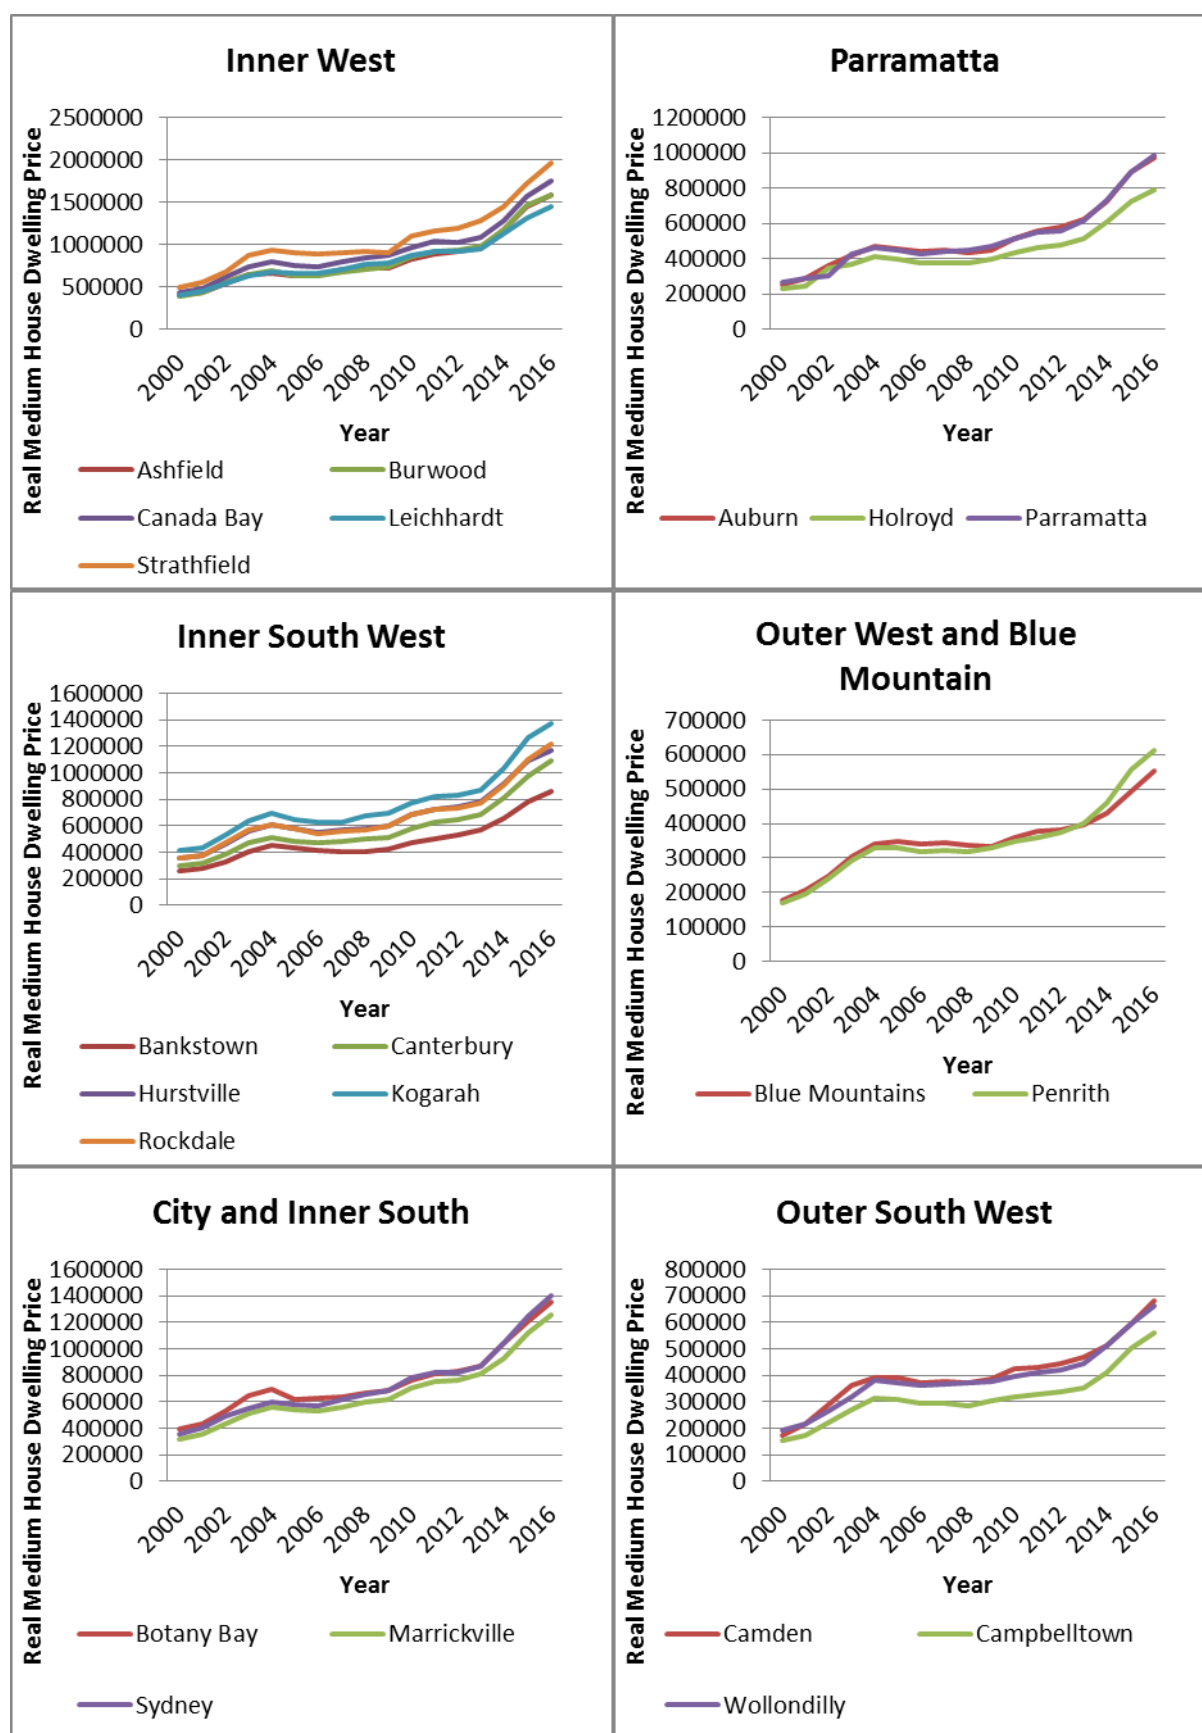 Inner West
Real Medium House Dwelling Price
2500000
2000000
1500000
1000000
500000
0
2000 2002 2004 2006 2008 2010 2012 2014 2016
Year
Ashfield Burwood
Canada Bay Leichhardt
Strathfield
Parramatta
Real Medium House Dwelling Price
1200000
1000000
800000
600000
400000
200000
0
2000 2002 2004 2006 2008 2010 2012 2014 2016
Year
Auburn Holroyd Parramatta
Inner South West
Real Medium House Dwelling Price
1600000
1400000
1200000
1000000
800000
600000
400000
200000
0
2000 2002 2004 2006 2008 2010 2012 2014 2016
Year
Bankstown Canterbury
Hurstville Kogarah
Rockdale
Outer West and Blue
Mountain
Real Medium House Dwelling Price
700000
600000
500000
400000
300000
200000
100000
0
2000 2002 2004 2006 2008 2010 2012 2014 2016
Year
Blue Mountains Penrith
City and Inner South
Real Medium House Dwelling Price
1600000
1400000
1200000
1000000
800000
600000
400000
200000
0
2000 2002 2004 2006 2008 2010 2012 2014 2016
Year
Botany Bay Marrickville
Sydney
Outer South West
Real Medium House Dwelling Price
800000
700000
600000
500000
400000
300000
200000
100000
0
2000 2002 2004 2006 2008 2010 2012 2014 2016
Year
Camden Campbelltown
Wollondilly